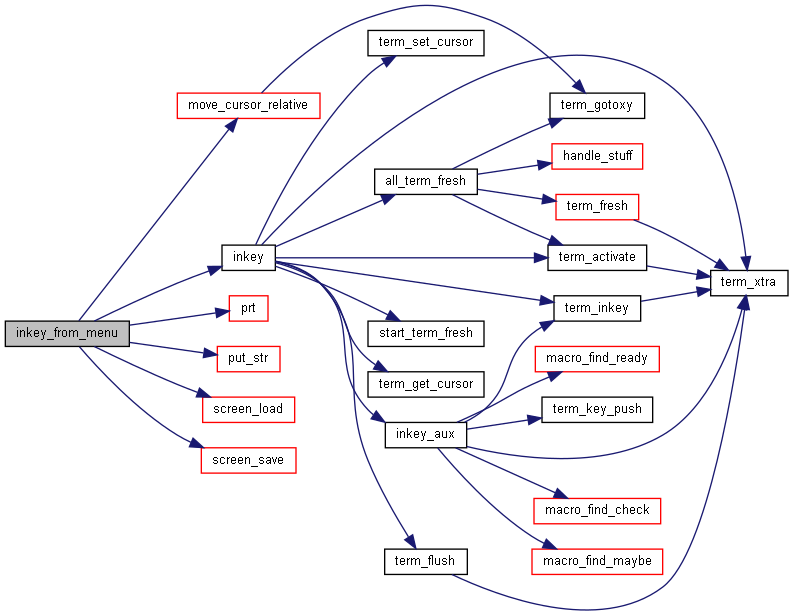 term_set_cursor
move_cursor_relative
term_gotoxy
handle_stuff
all_term_fresh
term_fresh
inkey
term_activate
term_xtra
prt
term_inkey
inkey_from_menu
start_term_fresh
put_str
macro_find_ready
term_get_cursor
screen_load
term_key_push
inkey_aux
screen_save
macro_find_check
term_flush
macro_find_maybe